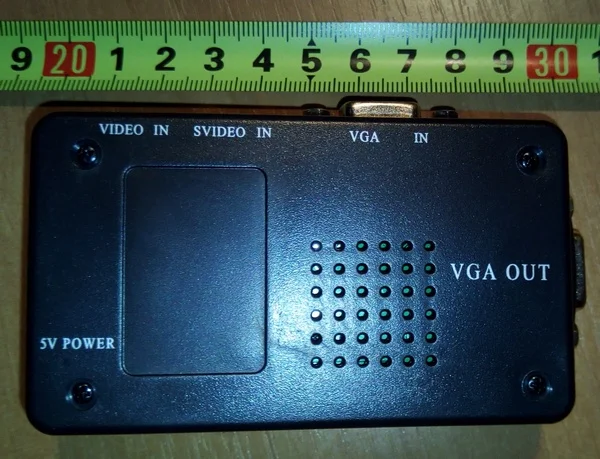 9 20 1 2 3 4 5 6 7 8 9 30 1
VIDEO IN SVIDEO IN VGA IN
VGA OUT
5V POWER